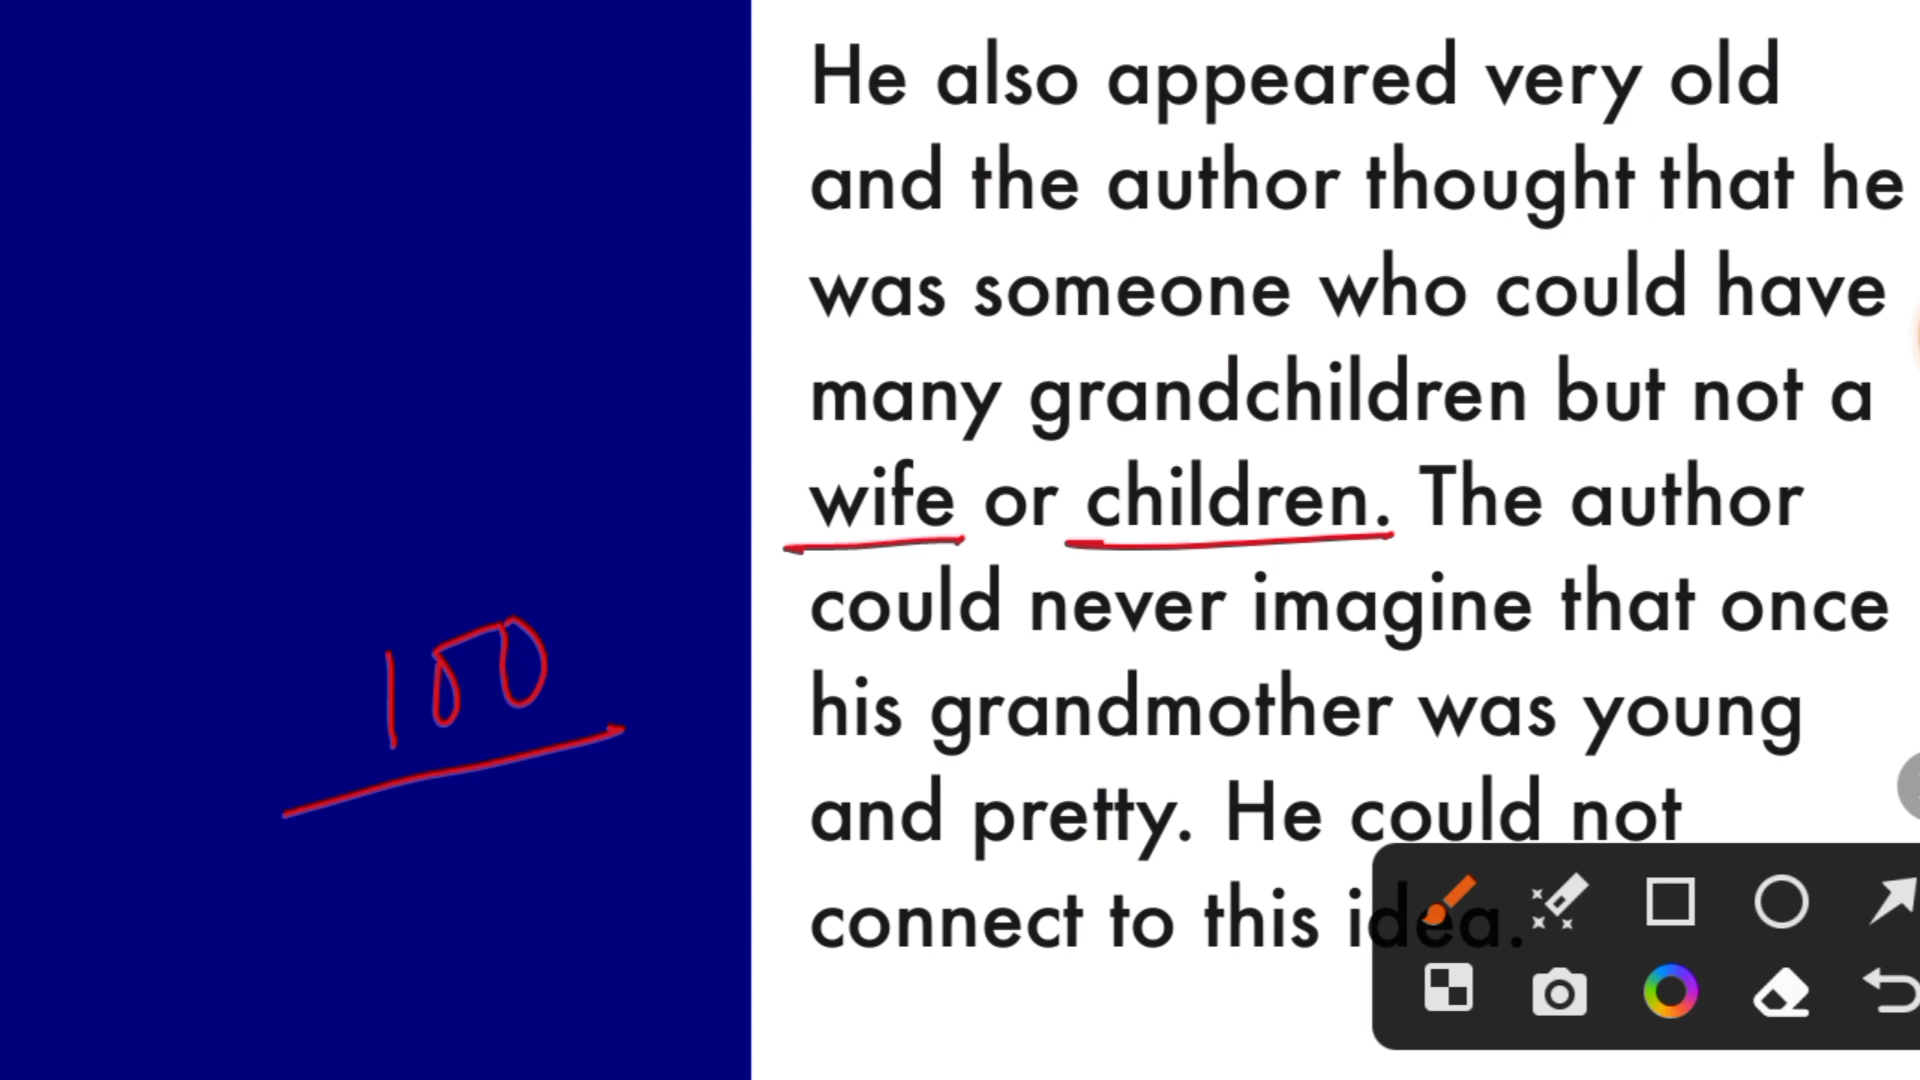 He also appeared very old
and the author thought that he
was someone who could have
many grandchildren but not a
wife or children. The author
could never imagine that once
his grandmother was young
and pretty. He could not
connect to this idea.
100